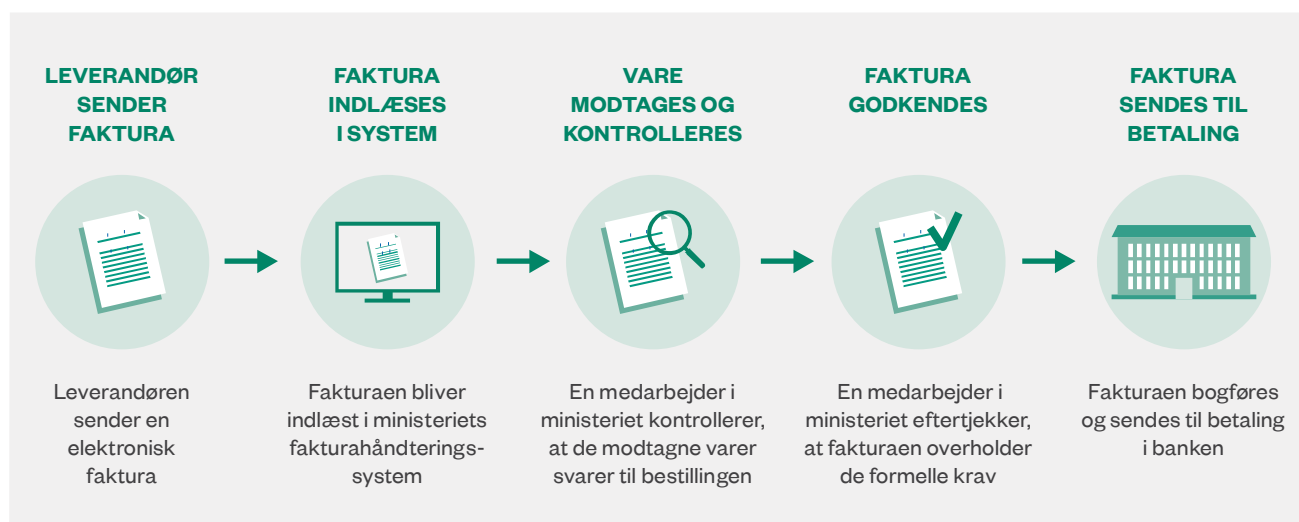 LEVERANDØR
SENDER
FAKTURA
FAKTURA
INDLÆSES
I SYSTEM
VARE
MODTAGES OG
KONTROLLERES
FAKTURA
GODKENDES
FAKTURA
SENDES TIL
BETALING
Leverandøren
sender en
elektronisk
faktura
Fakturaen bliver
indlæst i ministeriets
fakturahåndterings-
system
En medarbejder i
ministeriet kontrollerer,
at de modtagne varer
svarer til bestillingen
En medarbejder i
ministeriet eftertjekker,
at fakturaen overholder
de formelle krav
Fakturaen bogføres
og sendes til betaling
i banken